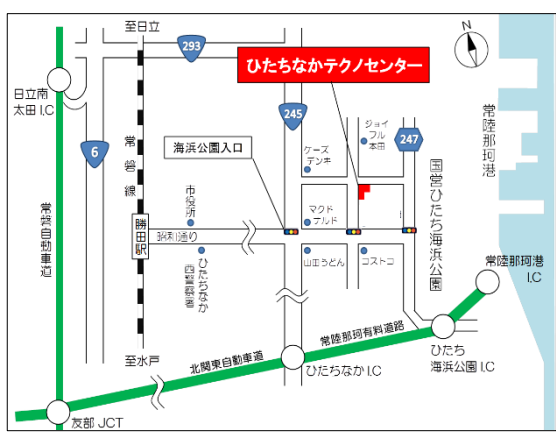 至日立
N
293
ひたちなかテクノセンター
日立南
太田 I.C
6
245
247
常磐線
海浜公園入口
ケーズ
デンキ
ジョイ
フル
本田
常陸那珂港
国営ひたち海浜公園
市役所
マクド
ナルド
常磐自動車道
勝田駅
昭和通り
ひたちなか
西警察署
山田うどん
コストコ
常陸那珂港
I.C
常陸那珂有料道路
北関東自動車道
至水戸
ひたちなか I.C
ひたち
海浜公園 I.C
友部 JCT